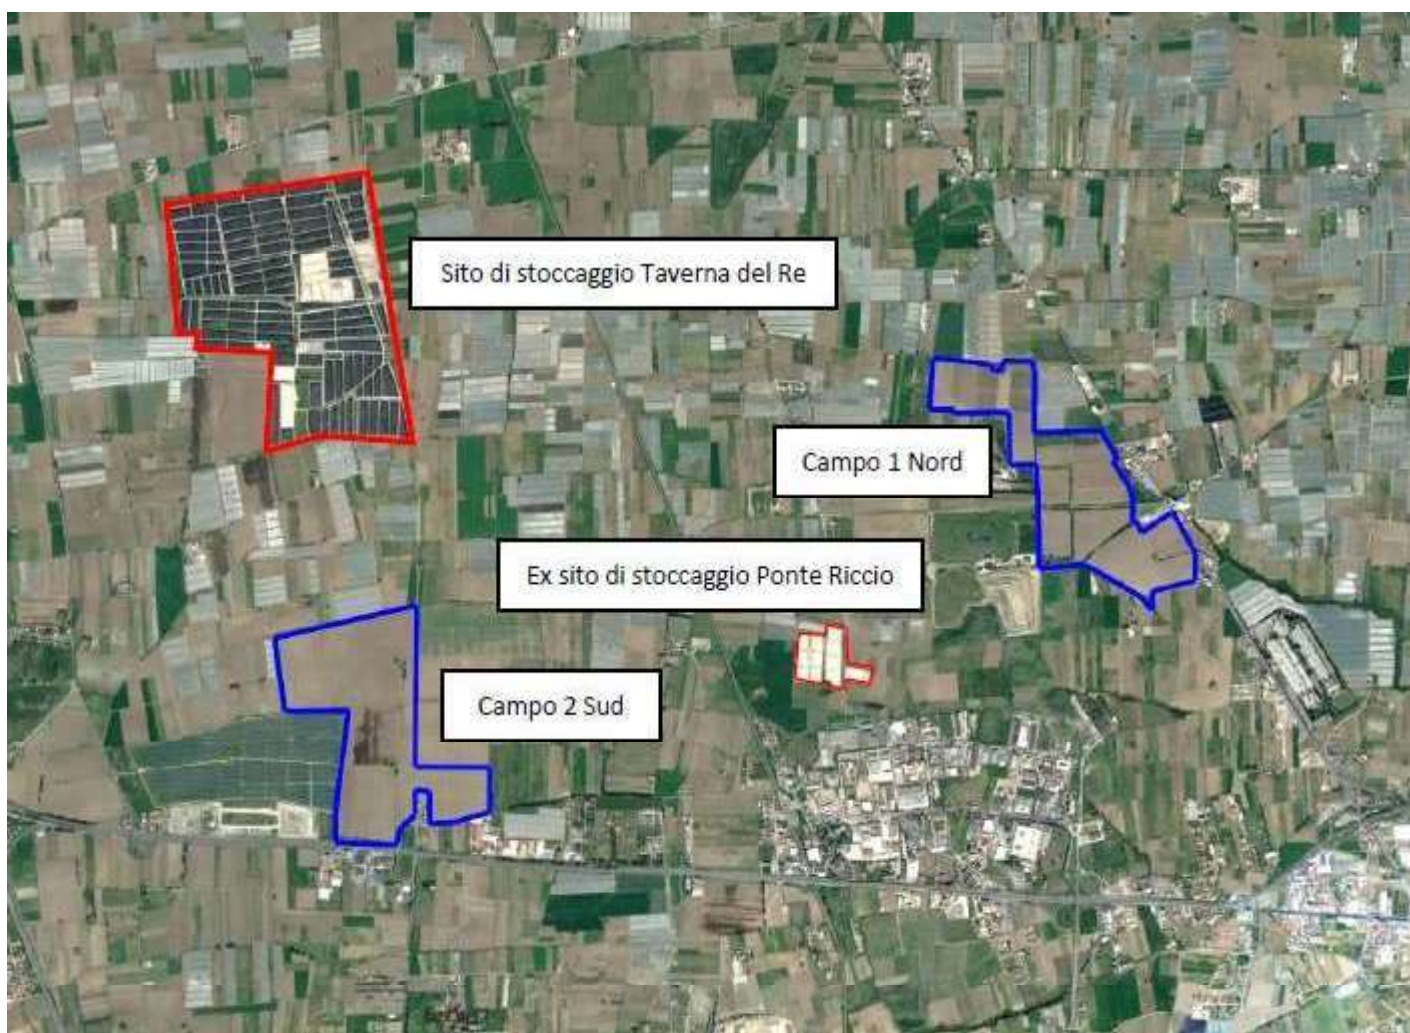 Sito di stoccaggio Taverna del Re
Campo 1 Nord
Ex sito di stoccaggio Ponte Riccio
Campo 2 Sud